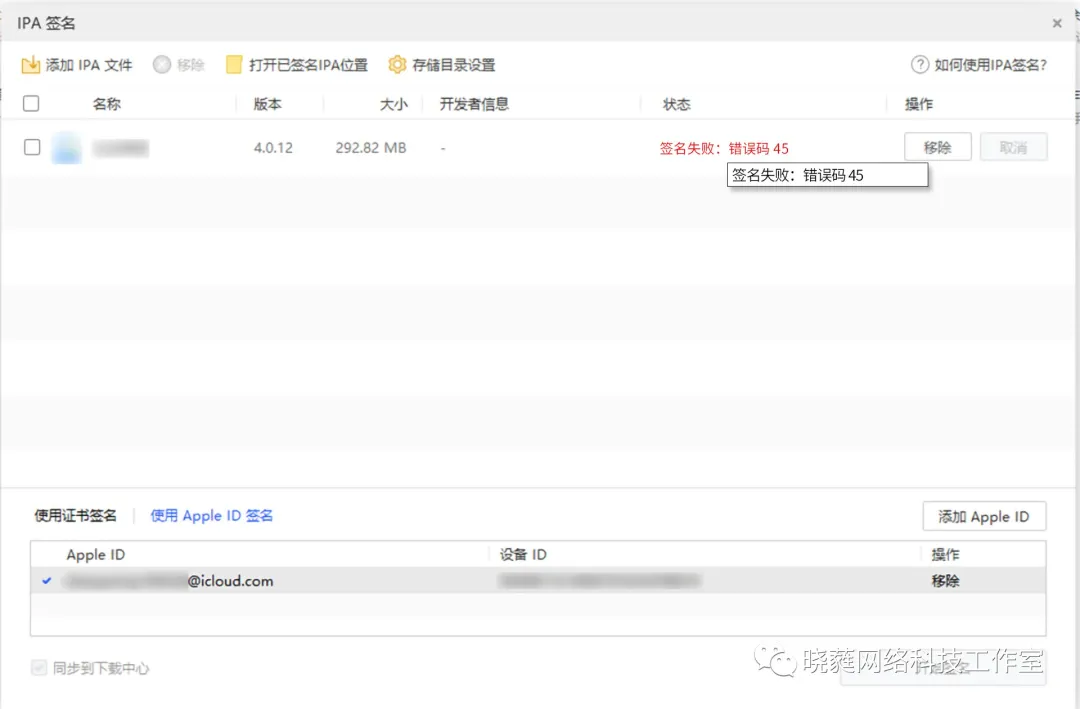 IPA 签名
添加 IPA 文件 移除 打开已签名IPA位置 存储目录设置 如何使用IPA签名?
名称 版本 大小 开发者信息 状态 操作
4.0.12 292.82 MB - 签名失败：错误码 45 移除 取消
签名失败：错误码 45
使用证书签名 使用 Apple ID 签名 添加 Apple ID
Apple ID 设备 ID 操作
@icloud.com 移除
同步到下载中心 晓蕤网络科技工作室